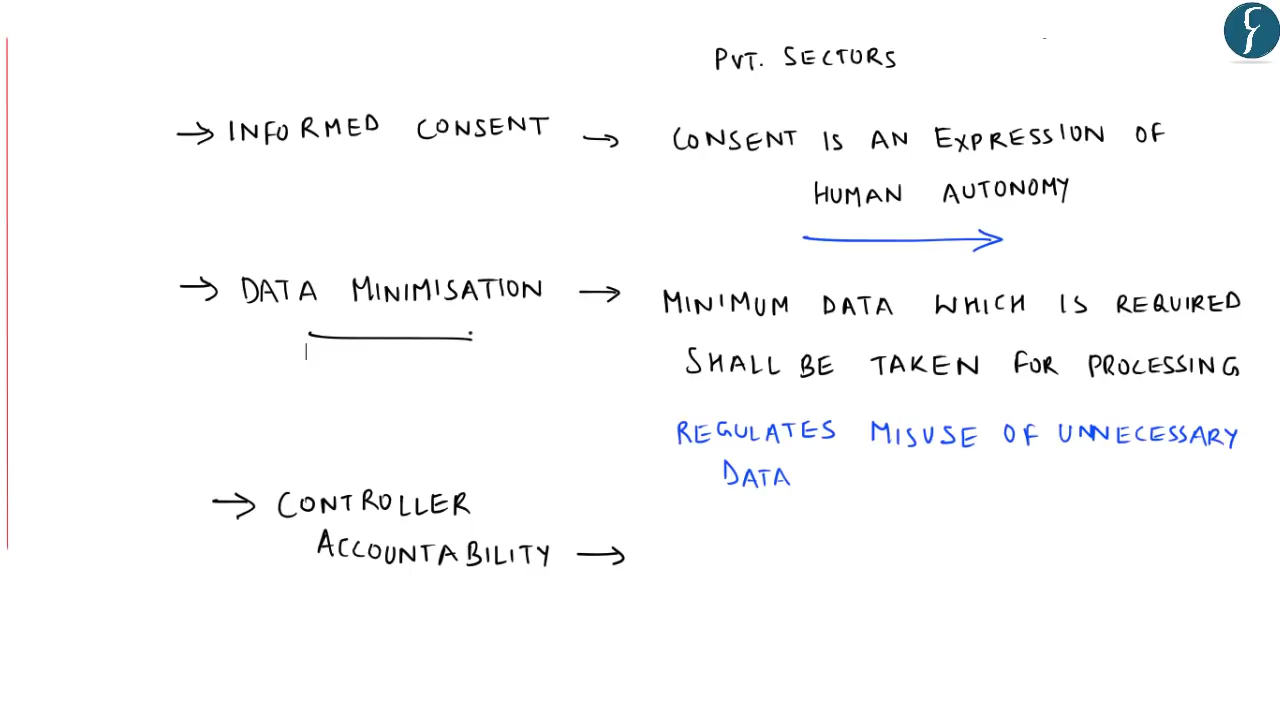 PVT. SECTORS
→ INFORMED CONSENT → CONSENT IS AN EXPRESSION OF
HUMAN AUTONOMY
→ DATA MINIMISATION → MINIMUM DATA WHICH IS REQUIRED
SHALL BE TAKEN FOR PROCESSING
REGULATES MISUSE OF UNNECESSARY
DATA
→ CONTROLLER
ACCOUNTABILITY →